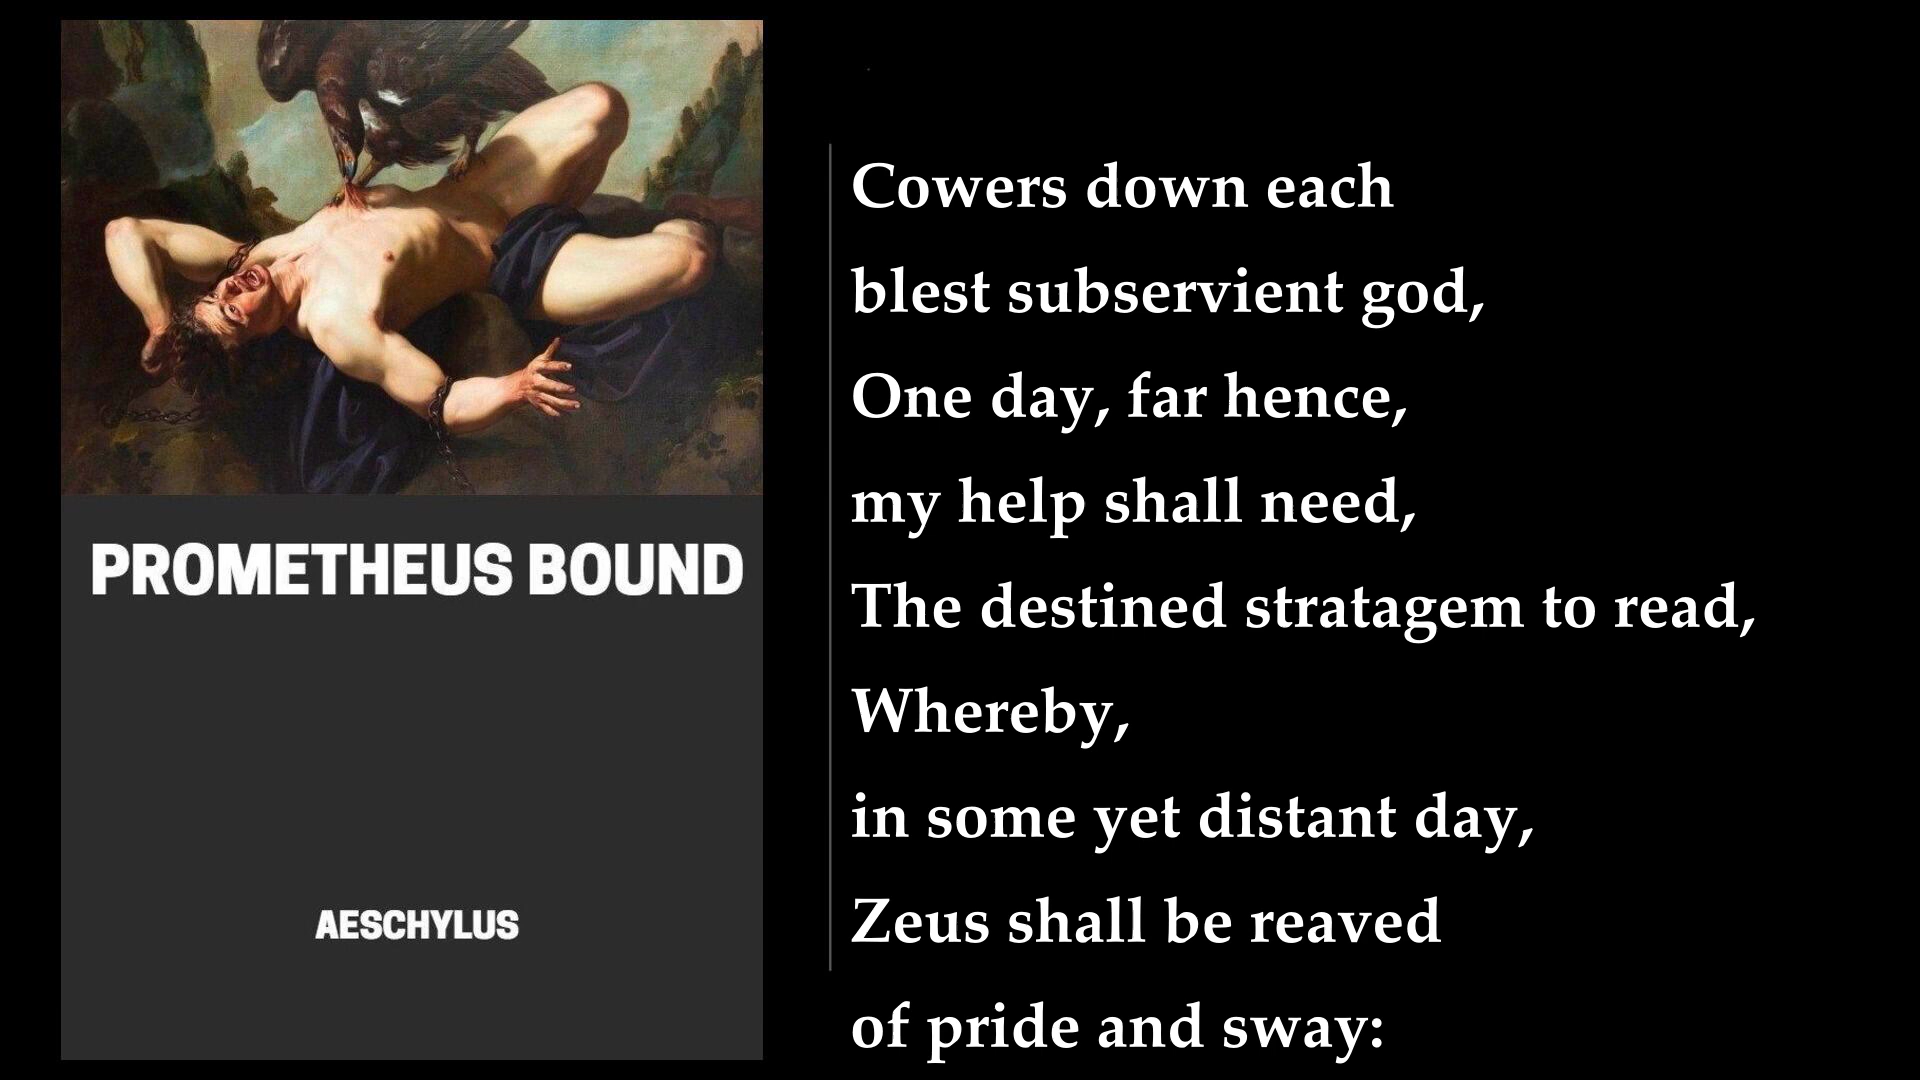 PROMETHEUS BOUND
AESCHYLUS
Cowers down each
blest subservient god,
One day, far hence,
my help shall need,
The destined stratagem to read,
Whereby,
in some yet distant day,
Zeus shall be reaved
of pride and sway: